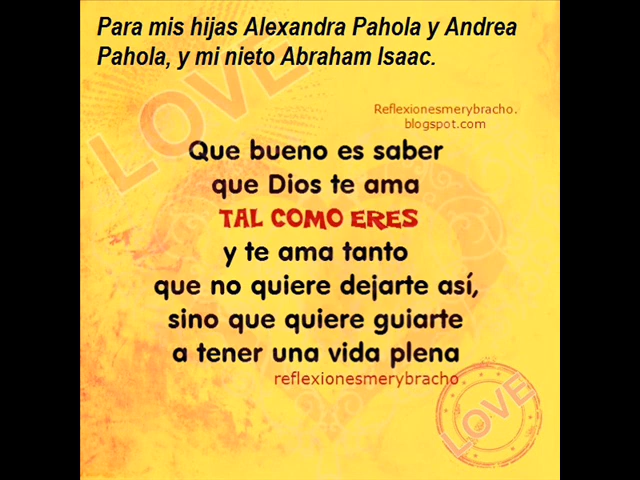 Para mis hijas Alexandra Pahola y Andrea
Pahola, y mi nieto Abraham Isaac.
LOVE
Reflexionesmerybracho.
blogspot.com
Que bueno es saber
que Dios te ama
TAL COMO ERES
y te ama tanto
que no quiere dejarte así,
sino que quiere guiarte
a tener una vida plena
reflexionesmerybracho
LOVE